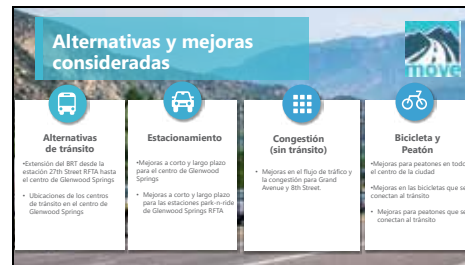 Alternativas y mejoras
consideradas
move
Alternativas
de tránsito
•Extensión del BRT desde la
estación 27th Street RFTA hasta
el centro de Glenwood Springs
• Ubicaciones de los centros
de tránsito en el centro de
Glenwood Springs
Estacionamiento
•Mejoras a corto y largo plazo
para el centro de Glenwood
Springs
• Mejoras a corto y largo plazo
para las estaciones park-n-ride
de Glenwood Springs RFTA
Congestión
(sin tránsito)
• Mejoras en el flujo de tráfico y
la congestión para Grand
Avenue y 8th Street.
Bicicleta y
Peatón
•Mejoras para peatones en todo
el centro de la ciudad
•Mejoras en las bicicletas que se
conectan al tránsito
• Mejoras para peatones que se
conectan al tránsito